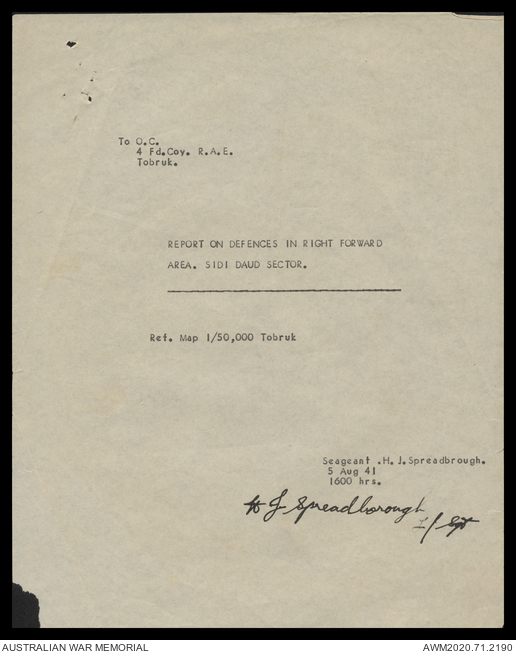 To O.C.
4 Fd.Coy. R.A.E.
Tobruk.
REPORT ON DEFENCES IN RIGHT FORWARD
AREA. SIDI DAUD SECTOR.
Ref. Map 1/50,000 Tobruk
Seageant .H.J.Spreadbrough.
5 Aug 41
1600 hrs.
H J Spreadborough
/Sgt
AUSTRALIAN WAR MEMORIAL
AWM2020.71.2190